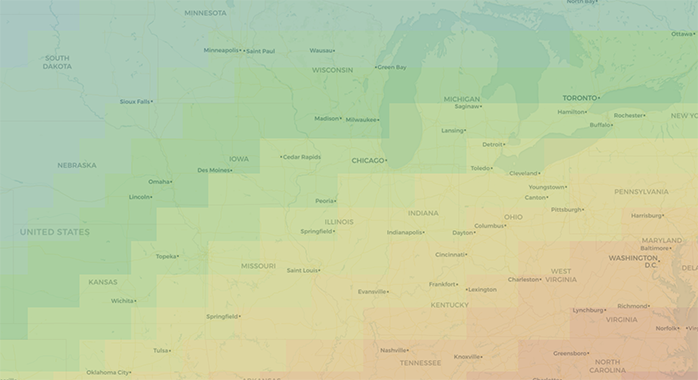 North Bay
MINNESOTA
Ottawa
Minneapolis
Saint Paul
Wausau
SOUTH
DAKOTA
Green Bay
WISCONSIN
Sioux Falls
MICHIGAN
Saginaw
TORONTO
Hamilton
Rochester
NEW YO
Madison
Milwaukee
Buffalo
Lansing
Detroit
IOWA
Cedar Rapids
CHICAGO
NEBRASKA
Des Moines
Toledo
Cleveland
Omaha
Youngstown
PENNSYLVANIA
Lincoln
Peoria
Canton
Pittsburgh
Harrisburg
INDIANA
OHIO
ILLINOIS
Columbus
UNITED STATES
Springfield
Indianapolis
Dayton
MARYLAND
Baltimore
Topeka
Cincinnati
WASHINGTON
D.C.
MISSOURI
Saint Louis
WEST
VIRGINIA
DELA
KANSAS
Charleston
Frankfort
Lexington
Evansville
Wichita
KENTUCKY
Lynchburg
Richmond
Springfield
VIRGINIA
Norfolk
Tulsa
Nashville
Knoxville
Greensboro
TENNESSEE
NORTH
CAROLINA
Oklahoma City